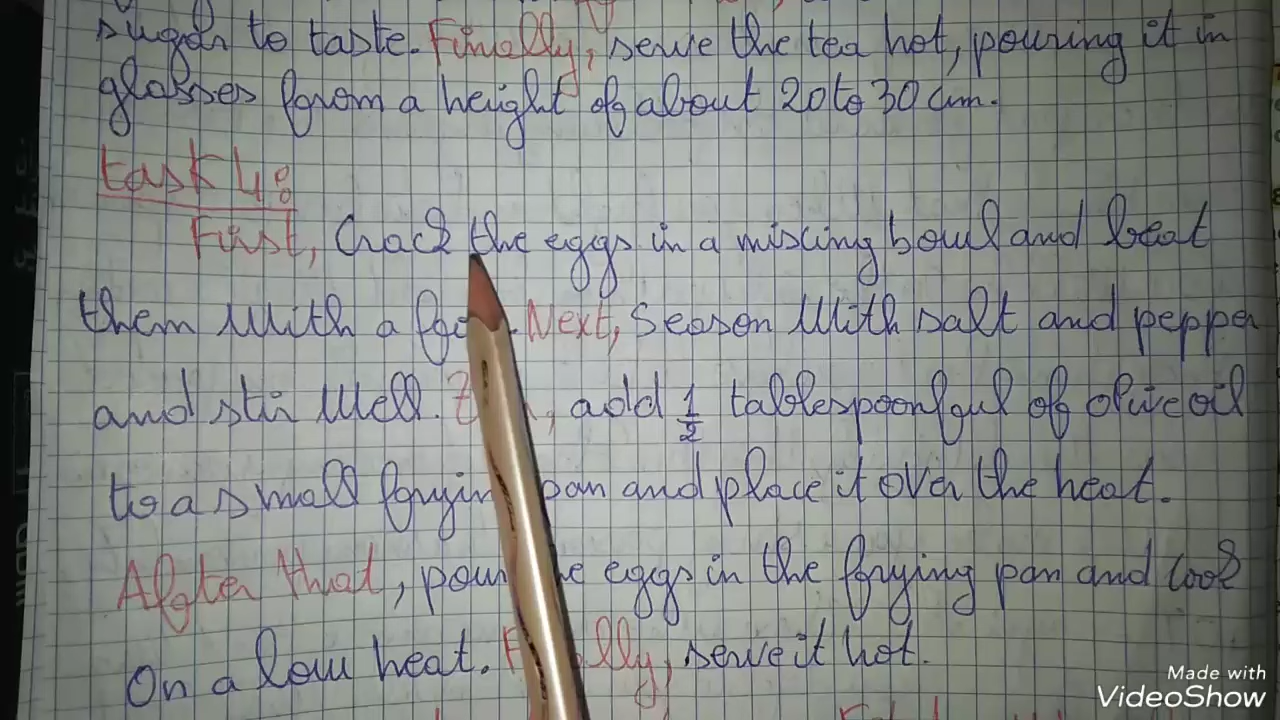 sugar to taste. Finally, serve the tea hot, pouring it in
glasses from a height of about 20 to 30 cm.
task 4:
First, Crack the eggs in a mixing bowl and beat
them with a . Next, Season With salt and pepper
and stir Well. , add 1/2 tablespoonful of olive oil
to a small pan and place it over the heat.
After that, eggs in the frying pan and cook
On a low heat. serve it hot.
Made with
VideoShow